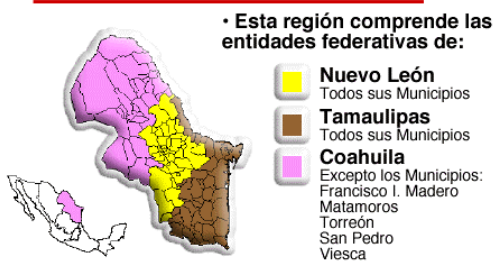 • Esta región comprende las
entidades federativas de:
Nuevo León
Todos sus Municipios
Tamaulipas
Todos sus Municipios
Coahuila
Excepto los Municipios:
Francisco I. Madero
Matamoros
Torreón
San Pedro
Viesca